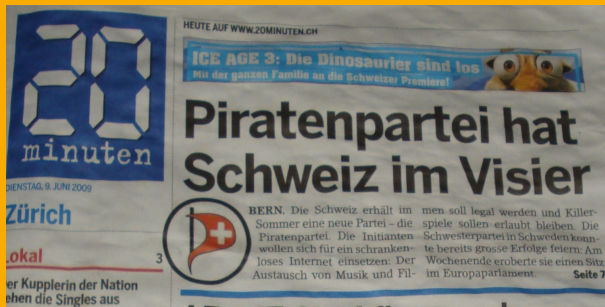 HEUTE AUF WWW.20MINUTEN.CH
20
minuten
ICE AGE 3: Die Dinosaurier sind los
Mit der ganzen Familie an die Schweizer Premiere!
Piratenpartei hat
Schweiz im Visier
DIENSTAG, 9. JUNI 2009
Zürich
Lokal 3
er Kupplerin der Nation
ehen die Singles aus
BERN. Die Schweiz erhält im
Sommer eine neue Partei – die
Piratenpartei. Die Initianten
wollen sich für ein schranken-
loses Internet einsetzen: Der
Austausch von Musik und Fil-
men soll legal werden und Killer-
spiele sollen erlaubt bleiben. Die
Schwesterpartei in Schweden konn-
te bereits grosse Erfolge feiern: Am
Wochenende eroberte sie einen Sitz
im Europaparlament. Seite 7